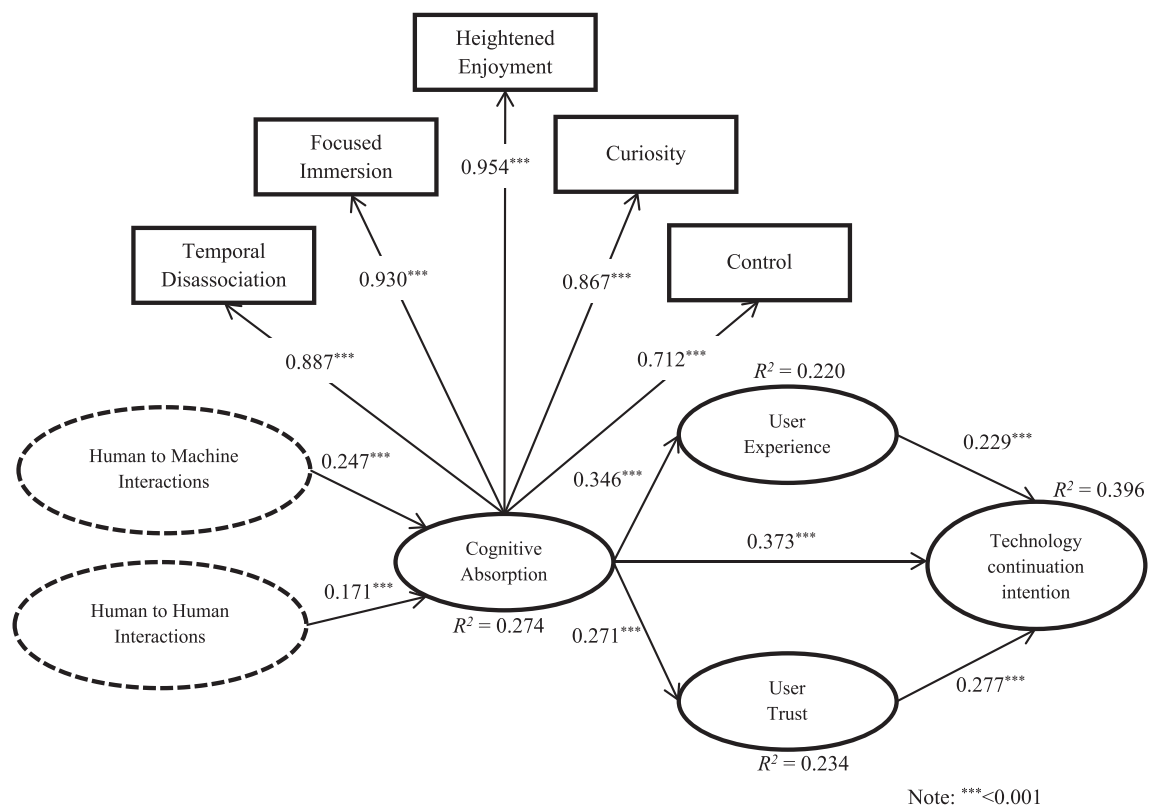 Heightened
Enjoyment
Focused
Immersion
0.954***
Curiosity
Temporal
Disassociation
0.930***
0.867***
Control
0.887***
0.712***
R² = 0.220
Human to Machine
Interactions
0.247***
User
Experience
0.346***
0.229***
R² = 0.396
Cognitive
Absorption
0.373***
Technology
continuation
intention
Human to Human
Interactions
0.171***
R² = 0.274
0.271***
User
Trust
0.277***
R² = 0.234
Note: ***<0.001